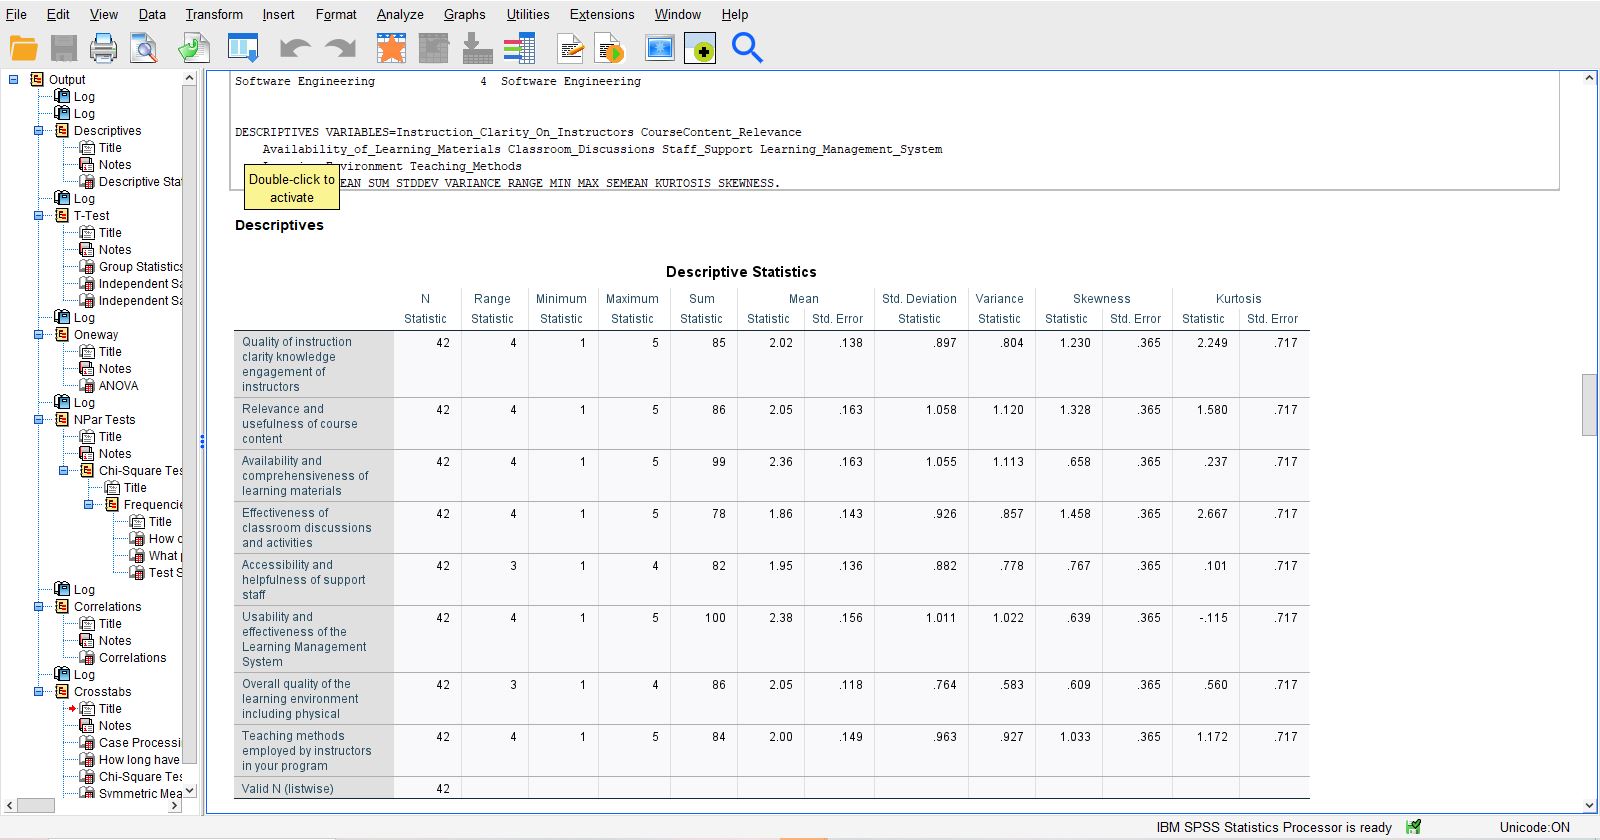 File Edit View Data Transform Insert Format Analyze Graphs Utilities Extensions Window Help
Output
Log
Log
Descriptives
Title
Notes
Descriptive Sta
Log
T-Test
Title
Notes
Group Statistics
Independent Sa
Independent Sa
Log
Oneway
Title
Notes
ANOVA
Log
NPar Tests
Title
Notes
Chi-Square Tes
Title
Frequencie
Title
How
What
Test S
Log
Correlations
Title
Notes
Correlations
Log
Crosstabs
Title
Notes
Case Processi
How long have
Chi-Square Tes
Symmetric Mea
Software Engineering 4 Software Engineering
DESCRIPTIVES VARIABLES=Instruction_Clarity_On_Instructors CourseContent_Relevance
Availability_of_Learning_Materials Classroom_Discussions Staff_Support Learning_Management_System
Environment Teaching_Methods
EAN SUM STDDEV VARIANCE RANGE MIN MAX SEMEAN KURTOSIS SKEWNESS.
Double-click to
activate
Descriptives
Descriptive Statistics
N Range Minimum Maximum Sum Mean Std. Deviation Variance Skewness Kurtosis
Statistic Statistic Statistic Statistic Statistic Statistic Std. Error Statistic Statistic Statistic Std. Error Statistic Std. Error
Quality of instruction 42 4 1 5 85 2.02 .138 .897 .804 1.230 .365 2.249 .717
clarity knowledge
engagement of
instructors
Relevance and 42 4 1 5 86 2.05 .163 1.058 1.120 1.328 .365 1.580 .717
usefulness of course
content
Availability and 42 4 1 5 99 2.36 .163 1.055 1.113 .658 .365 .237 .717
comprehensiveness of
learning materials
Effectiveness of 42 4 1 5 78 1.86 .143 .926 .857 1.458 .365 2.667 .717
classroom discussions
and activities
Accessibility and 42 3 1 4 82 1.95 .136 .882 .778 .767 .365 .101 .717
helpfulness of support
staff
Usability and 42 4 1 5 100 2.38 .156 1.011 1.022 .639 .365 -.115 .717
effectiveness of the
Learning Management
System
Overall quality of the 42 3 1 4 86 2.05 .118 .764 .583 .609 .365 .560 .717
learning environment
including physical
Teaching methods 42 4 1 5 84 2.00 .149 .963 .927 1.033 .365 1.172 .717
employed by instructors
in your program
Valid N (listwise) 42
IBM SPSS Statistics Processor is ready Unicode:ON